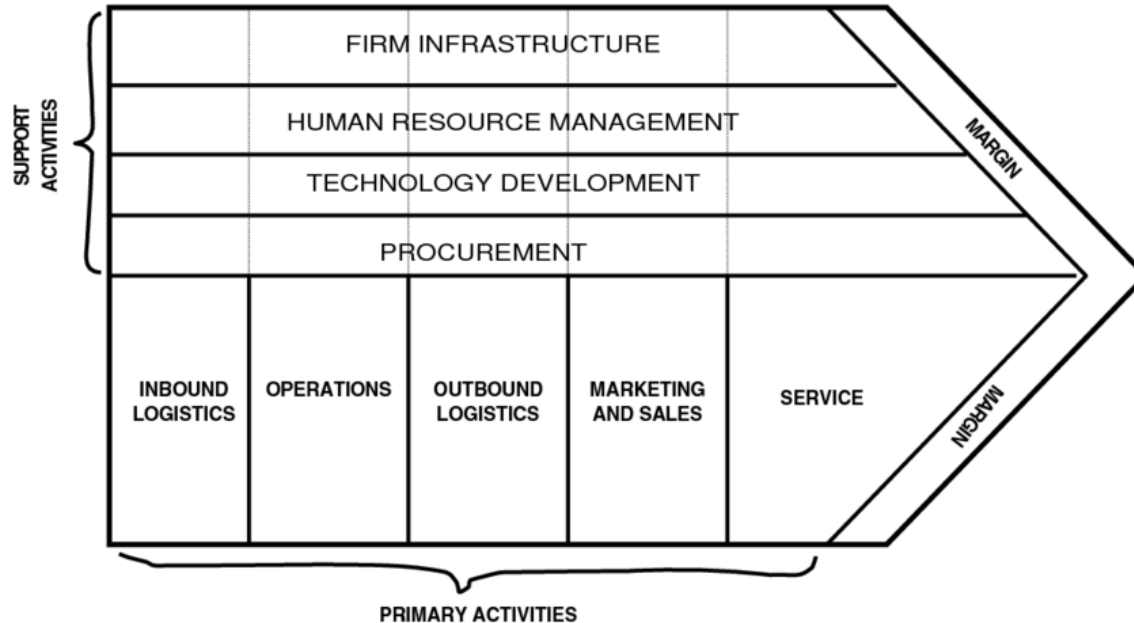 SUPPORT
ACTIVITIES
FIRM INFRASTRUCTURE
HUMAN RESOURCE MANAGEMENT
TECHNOLOGY DEVELOPMENT
PROCUREMENT
MARGIN
INBOUND
LOGISTICS
OPERATIONS
OUTBOUND
LOGISTICS
MARKETING
AND SALES
SERVICE
MARGIN
PRIMARY ACTIVITIES